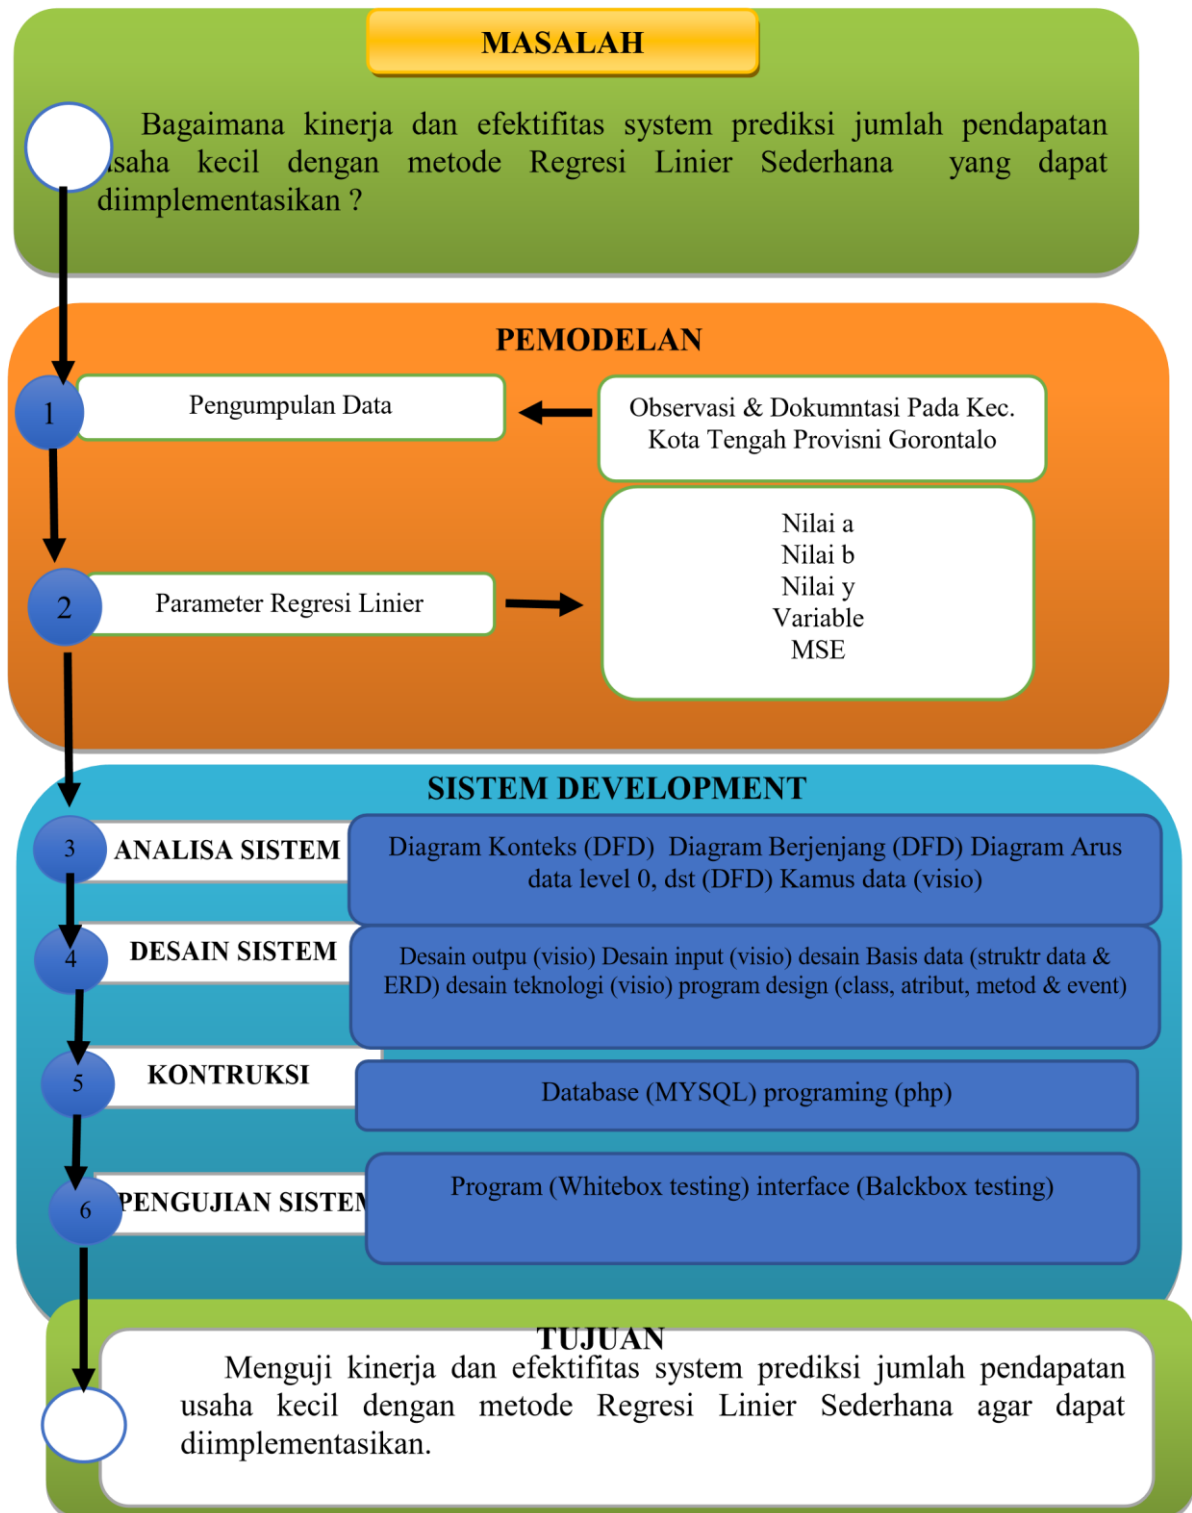 MASALAH
Bagaimana kinerja dan efektifitas system prediksi jumlah pendapatan
usaha kecil dengan metode Regresi Linier Sederhana yang dapat
diimplementasikan ?
PEMODELAN
1
Pengumpulan Data
Observasi & Dokumntasi Pada Kec.
Kota Tengah Provisni Gorontalo
2
Parameter Regresi Linier
Nilai a
Nilai b
Nilai y
Variable
MSE
SISTEM DEVELOPMENT
3
ANALISA SISTEM
Diagram Konteks (DFD) Diagram Berjenjang (DFD) Diagram Arus
data level 0, dst (DFD) Kamus data (visio)
4
DESAIN SISTEM
Desain outpu (visio) Desain input (visio) desain Basis data (struktr data &
ERD) desain teknologi (visio) program design (class, atribut, metod & event)
5
KONTRUKSI
Database (MYSQL) programing (php)
6
PENGUJIAN SISTEM
Program (Whitebox testing) interface (Balckbox testing)
TUJUAN
Menguji kinerja dan efektifitas system prediksi jumlah pendapatan
usaha kecil dengan metode Regresi Linier Sederhana agar dapat
diimplementasikan.